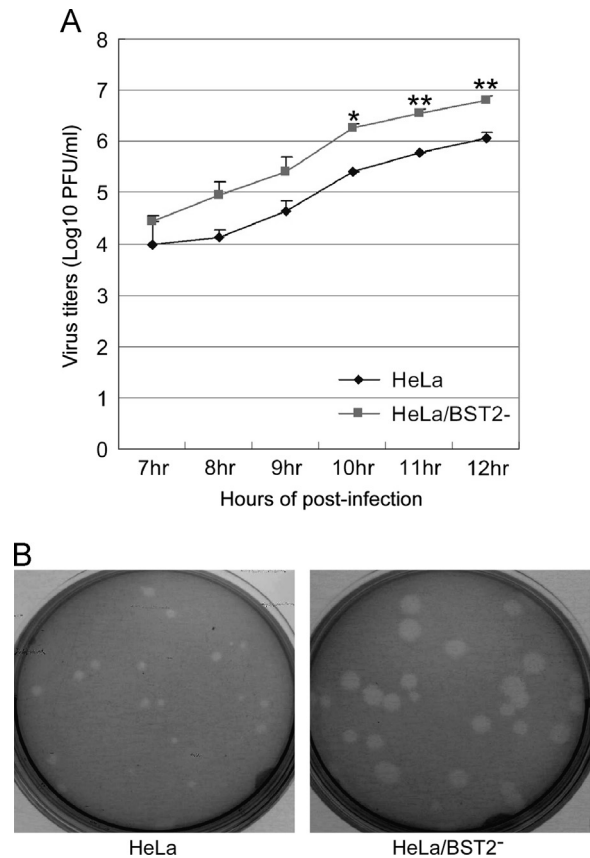 A
8
7
6
5
4
3
2
1
0
Virus titers (Log10 PFU/ml)
*
**
**
HeLa
HeLa/BST2-
7hr 8hr 9hr 10hr 11hr 12hr
Hours of post-infection
B
HeLa
HeLa/BST2⁻